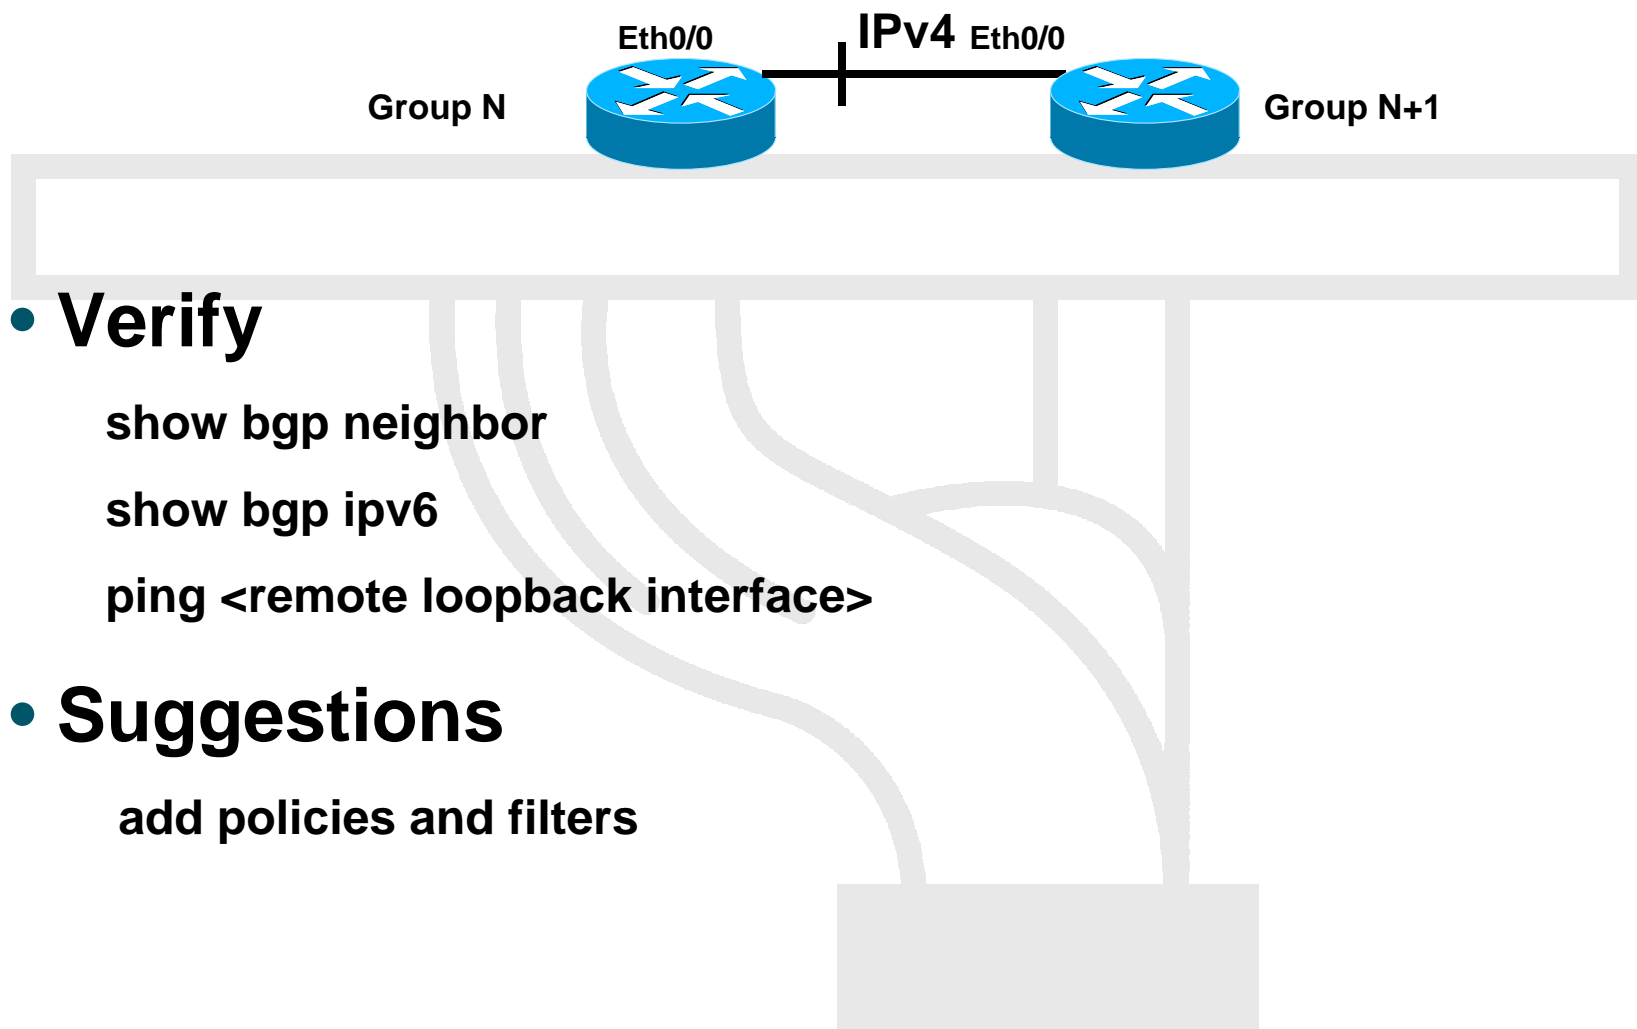 IPv4
Eth0/0
Eth0/0
Group N
Group N+1
• Verify
show bgp neighbor
show bgp ipv6
ping <remote loopback interface>
• Suggestions
add policies and filters